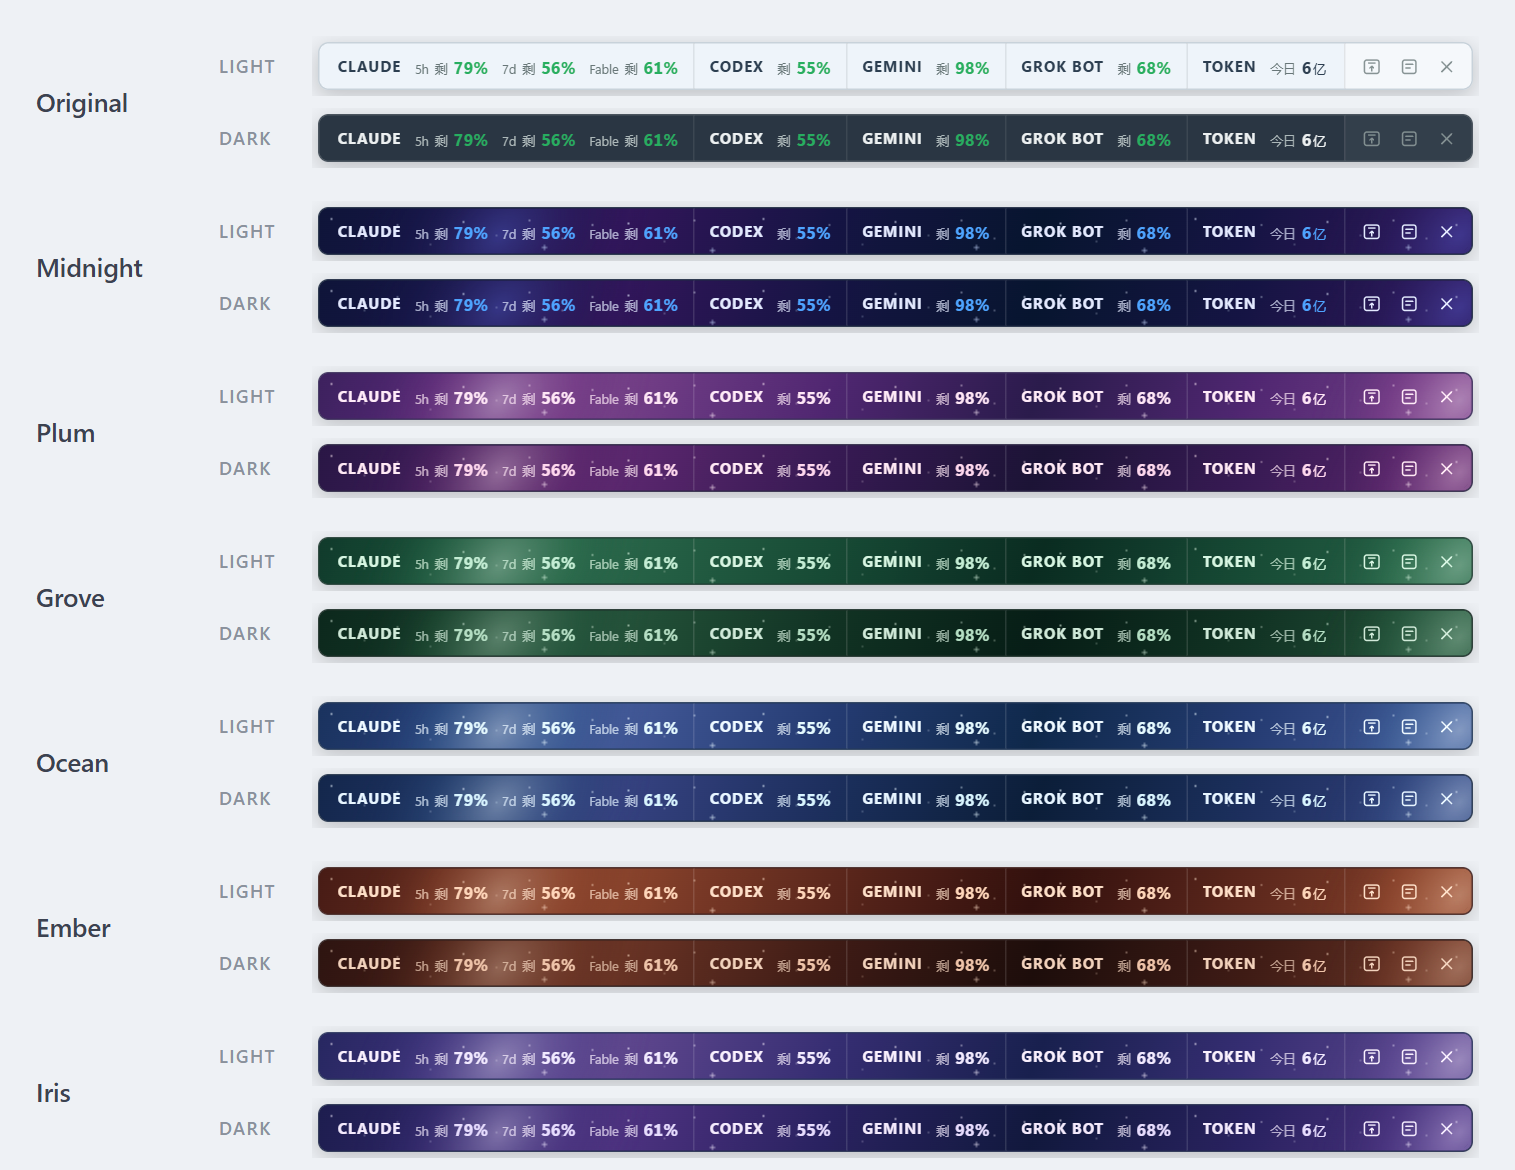 LIGHT CLAUDE 5h 剩 79% 7d 剩 56% Fable 剩 61% CODEX 剩 55% GEMINI 剩 98% GROK BOT 剩 68% TOKEN 今日 6亿
Original
DARK CLAUDE 5h 剩 79% 7d 剩 56% Fable 剩 61% CODEX 剩 55% GEMINI 剩 98% GROK BOT 剩 68% TOKEN 今日 6亿
LIGHT CLAUDE 5h 剩 79% 7d 剩 56% Fable 剩 61% CODEX 剩 55% GEMINI 剩 98% GROK BOT 剩 68% TOKEN 今日 6亿
Midnight
DARK CLAUDE 5h 剩 79% 7d 剩 56% Fable 剩 61% CODEX 剩 55% GEMINI 剩 98% GROK BOT 剩 68% TOKEN 今日 6亿
LIGHT CLAUDE 5h 剩 79% 7d 剩 56% Fable 剩 61% CODEX 剩 55% GEMINI 剩 98% GROK BOT 剩 68% TOKEN 今日 6亿
Plum
DARK CLAUDE 5h 剩 79% 7d 剩 56% Fable 剩 61% CODEX 剩 55% GEMINI 剩 98% GROK BOT 剩 68% TOKEN 今日 6亿
LIGHT CLAUDE 5h 剩 79% 7d 剩 56% Fable 剩 61% CODEX 剩 55% GEMINI 剩 98% GROK BOT 剩 68% TOKEN 今日 6亿
Grove
DARK CLAUDE 5h 剩 79% 7d 剩 56% Fable 剩 61% CODEX 剩 55% GEMINI 剩 98% GROK BOT 剩 68% TOKEN 今日 6亿
LIGHT CLAUDE 5h 剩 79% 7d 剩 56% Fable 剩 61% CODEX 剩 55% GEMINI 剩 98% GROK BOT 剩 68% TOKEN 今日 6亿
Ocean
DARK CLAUDE 5h 剩 79% 7d 剩 56% Fable 剩 61% CODEX 剩 55% GEMINI 剩 98% GROK BOT 剩 68% TOKEN 今日 6亿
LIGHT CLAUDE 5h 剩 79% 7d 剩 56% Fable 剩 61% CODEX 剩 55% GEMINI 剩 98% GROK BOT 剩 68% TOKEN 今日 6亿
Ember
DARK CLAUDE 5h 剩 79% 7d 剩 56% Fable 剩 61% CODEX 剩 55% GEMINI 剩 98% GROK BOT 剩 68% TOKEN 今日 6亿
LIGHT CLAUDE 5h 剩 79% 7d 剩 56% Fable 剩 61% CODEX 剩 55% GEMINI 剩 98% GROK BOT 剩 68% TOKEN 今日 6亿
Iris
DARK CLAUDE 5h 剩 79% 7d 剩 56% Fable 剩 61% CODEX 剩 55% GEMINI 剩 98% GROK BOT 剩 68% TOKEN 今日 6亿